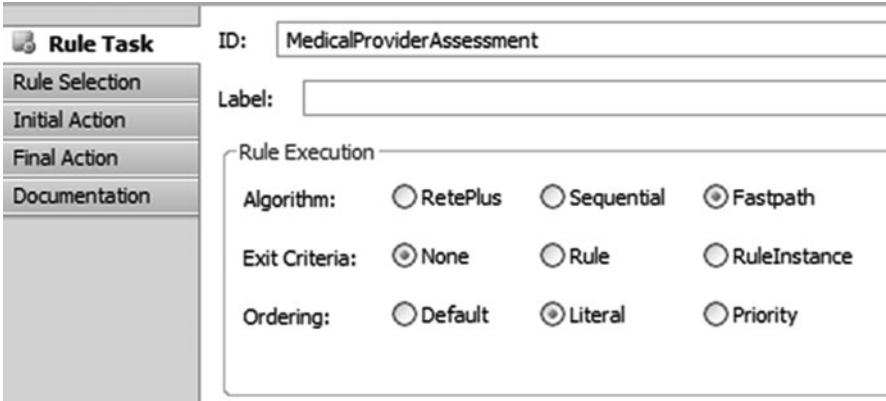 Rule Task
Rule Selection
Initial Action
Final Action
Documentation
ID: MedicalProviderAssessment
Label:
Rule Execution
Algorithm: RetePlus Sequential Fastpath
Exit Criteria: None Rule RuleInstance
Ordering: Default Literal Priority